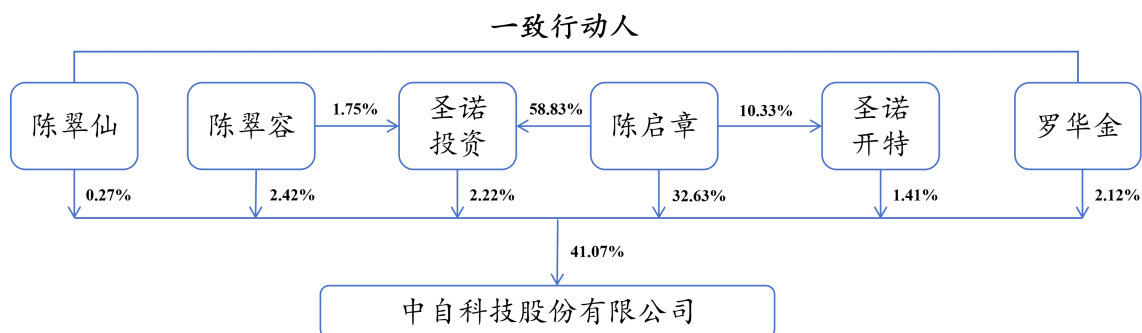 一致行动人
陈翠仙
陈翠容
1.75%
圣诺
投资
58.83%
陈启章
10.33%
圣诺
开特
罗华金
0.27%
2.42%
2.22%
32.63%
1.41%
2.12%
41.07%
中自科技股份有限公司